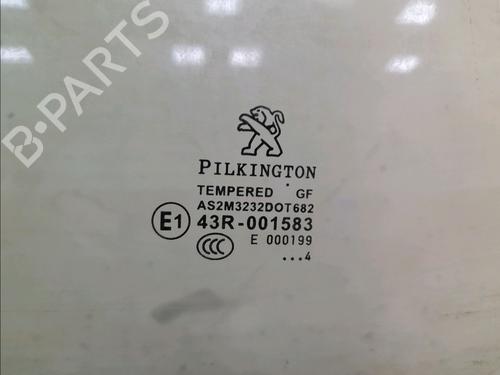 B-PARTS
PILKINGTON
TEMPERED GF
AS2M3232DOT682
E1 43R-001583
CCC E 000199
...4